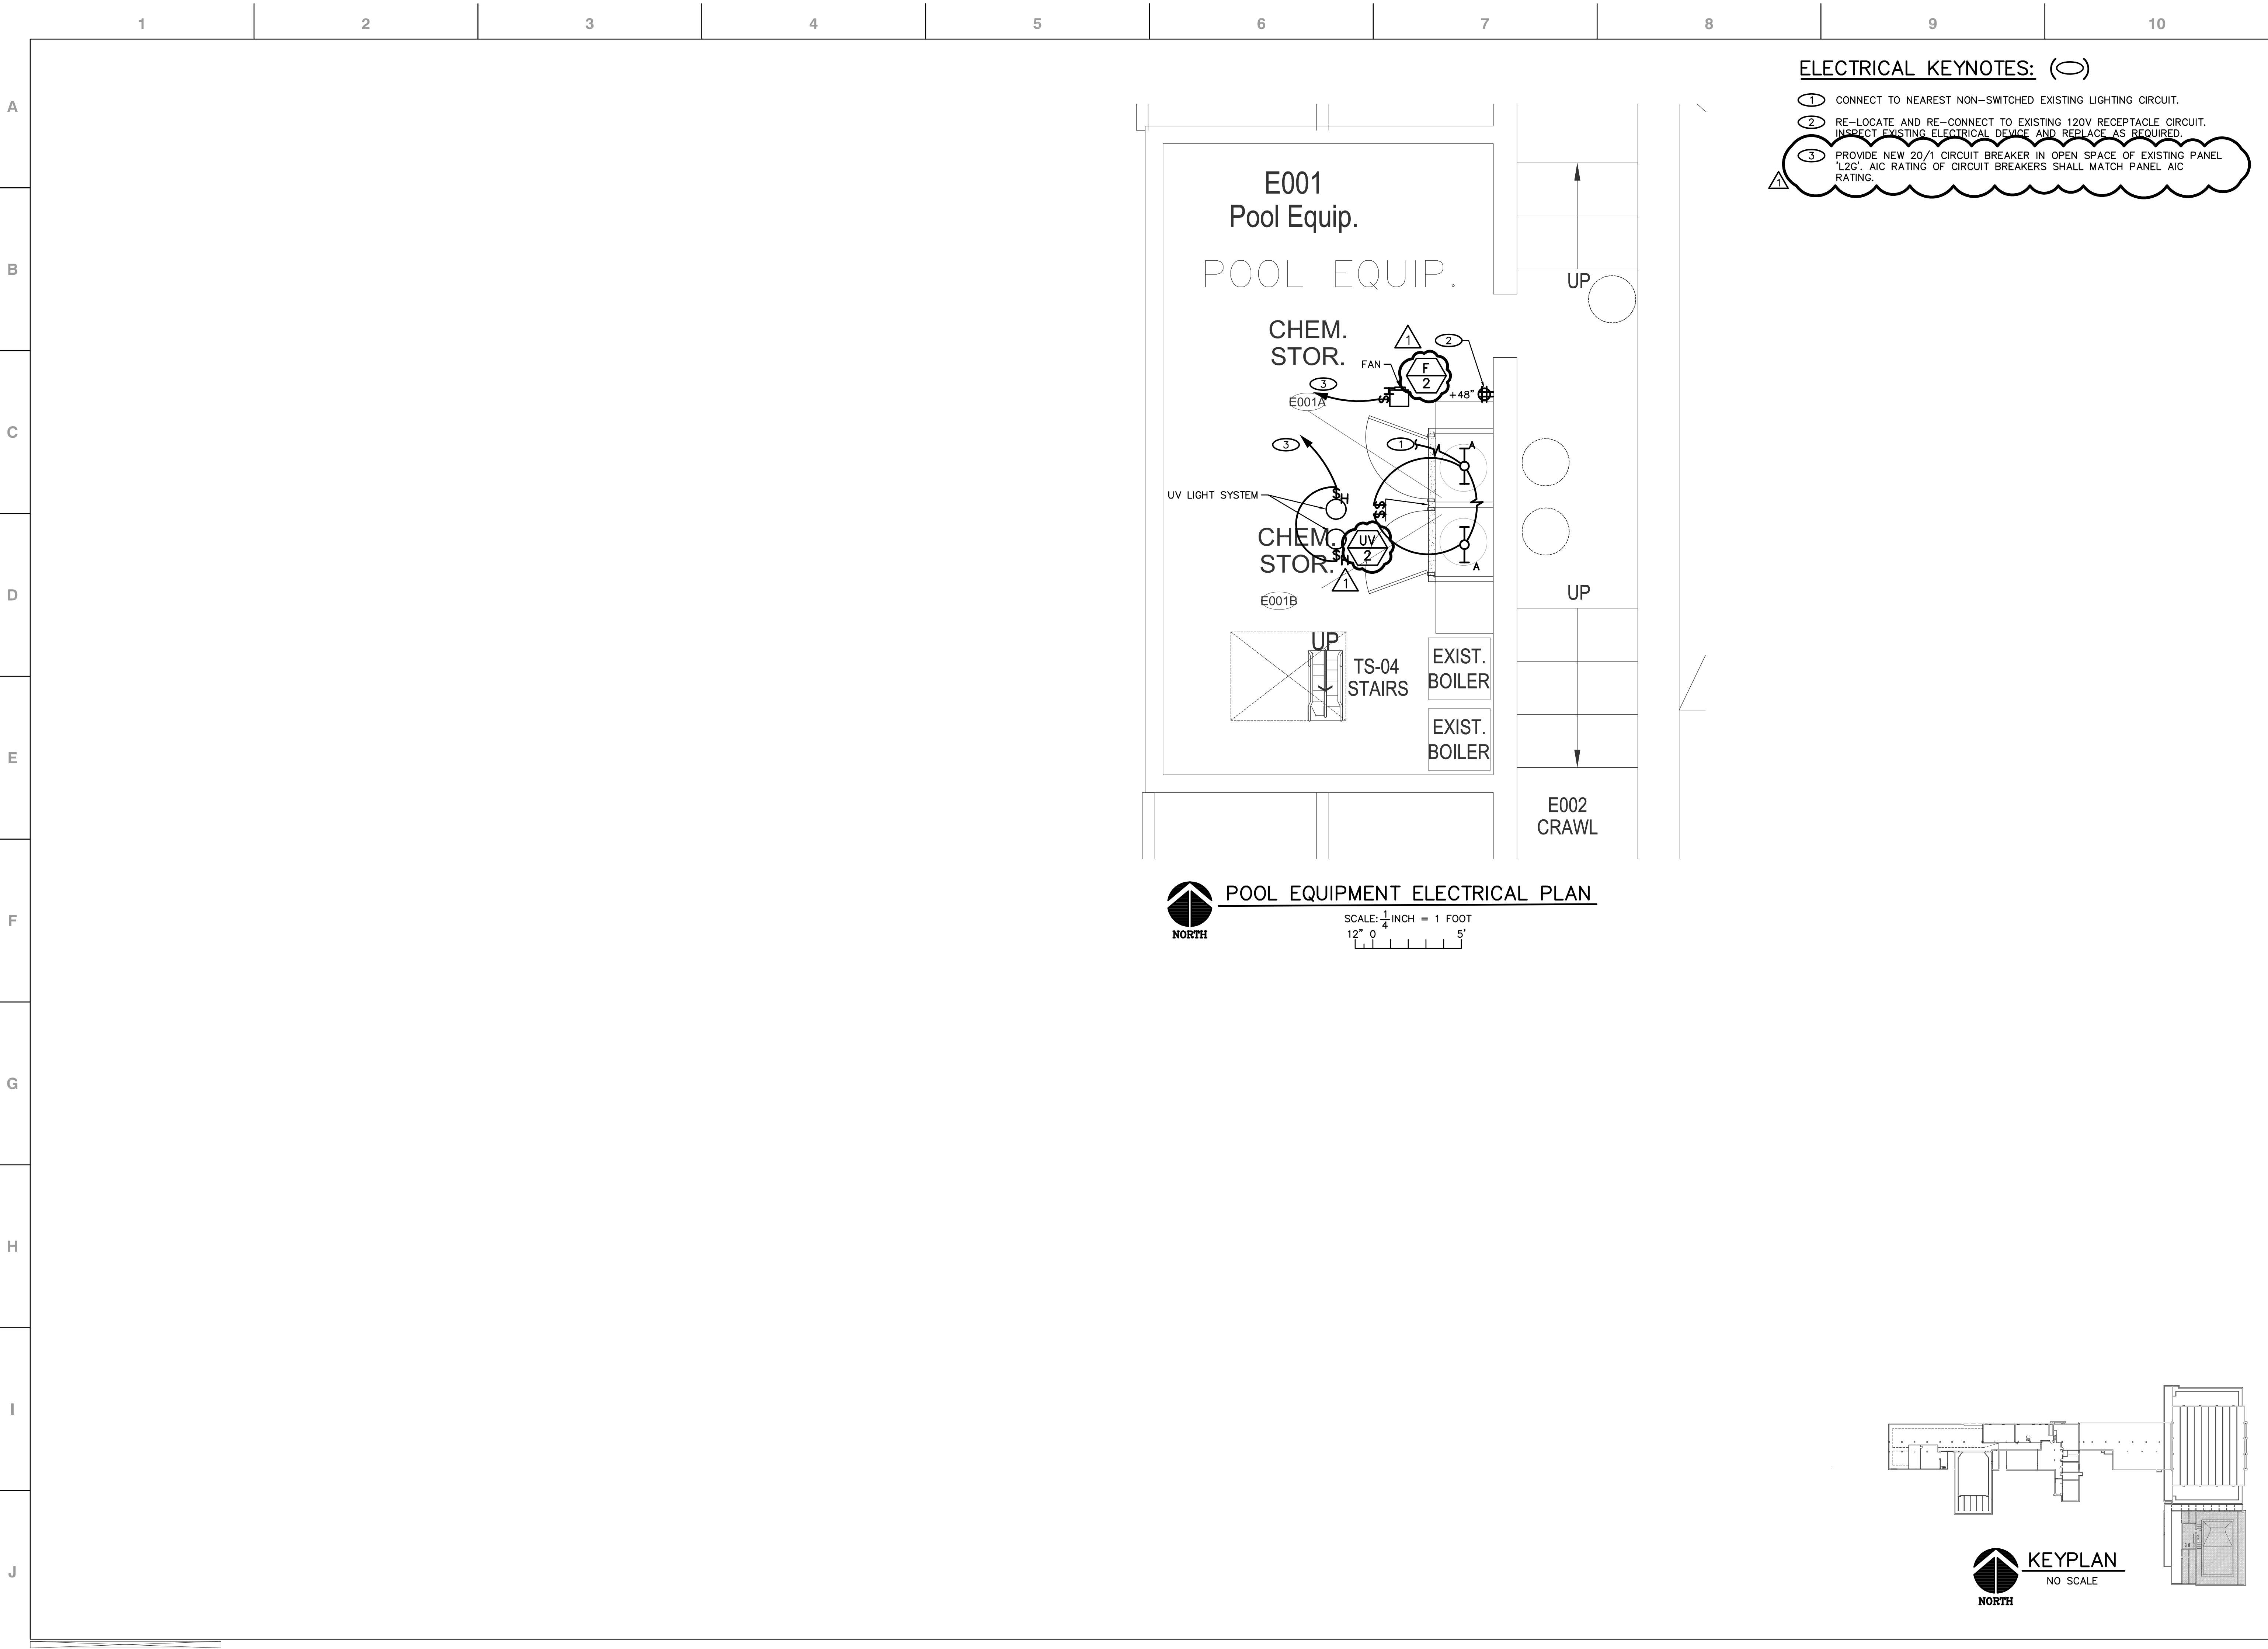 1 2 3 4 5 6 7 8 9 10
A
B
C
D
E
F
G
H
I
J
ELECTRICAL KEYNOTES: ( )
1 CONNECT TO NEAREST NON-SWITCHED EXISTING LIGHTING CIRCUIT.
2 RE-LOCATE AND RE-CONNECT TO EXISTING 120V RECEPTACLE CIRCUIT.
INSPECT EXISTING ELECTRICAL DEVICE AND REPLACE AS REQUIRED.
3 PROVIDE NEW 20/1 CIRCUIT BREAKER IN OPEN SPACE OF EXISTING PANEL
'L2G'. AIC RATING OF CIRCUIT BREAKERS SHALL MATCH PANEL AIC
RATING.
1
E001
Pool Equip.
POOL EQUIP.
UP
CHEM.
STOR.
1
2
FAN
F
2
3
+48"
$H
E001A
3
1
A
UV LIGHT SYSTEM
$H
$$
CHEM.
STOR.
UV
2
$H
A
1
E001B
UP
UP
TS-04
STAIRS
EXIST.
BOILER
EXIST.
BOILER
E002
CRAWL
POOL EQUIPMENT ELECTRICAL PLAN
NORTH
SCALE: 1/4 INCH = 1 FOOT
12" 0 5'
KEYPLAN
NO SCALE
NORTH